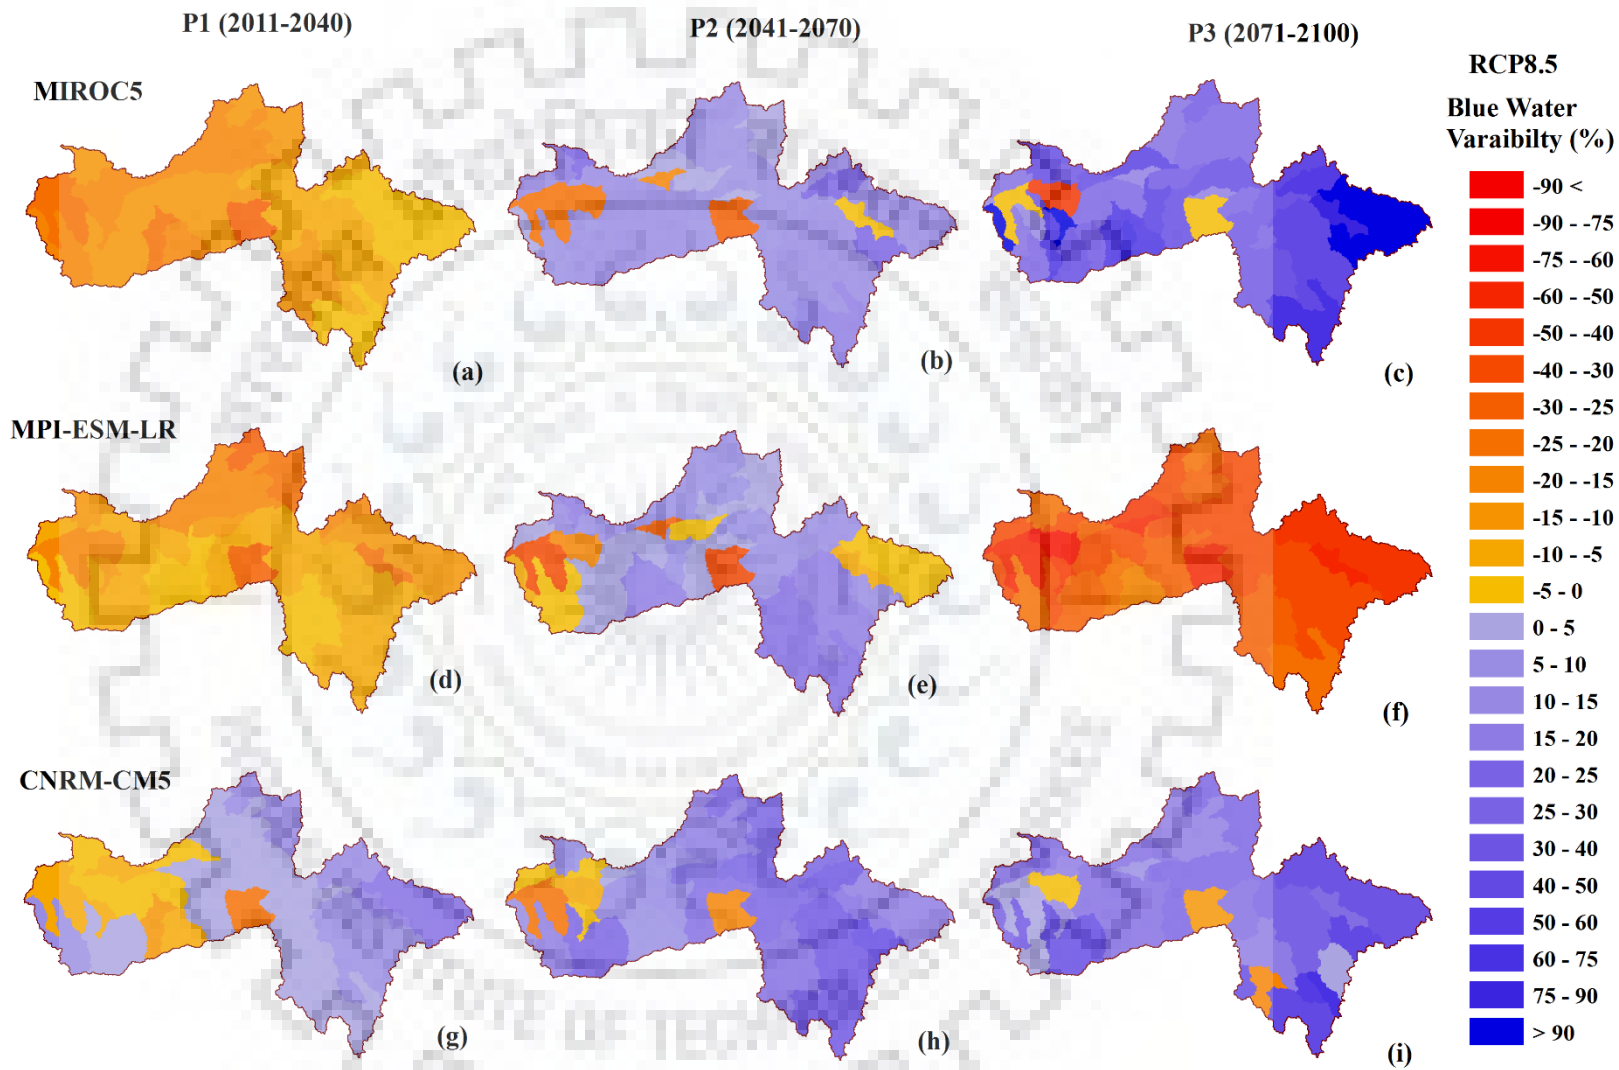 P1 (2011-2040)
P2 (2041-2070)
P3 (2071-2100)
RCP8.5
Blue Water
Varaibilty (%)
-90 <
-90 - -75
-75 - -60
-60 - -50
-50 - -40
-40 - -30
-30 - -25
-25 - -20
-20 - -15
-15 - -10
-10 - -5
-5 - 0
0 - 5
5 - 10
10 - 15
15 - 20
20 - 25
25 - 30
30 - 40
40 - 50
50 - 60
60 - 75
75 - 90
> 90
MIROC5
(a)
(b)
(c)
MPI-ESM-LR
(d)
(e)
(f)
CNRM-CM5
(g)
(h)
(i)